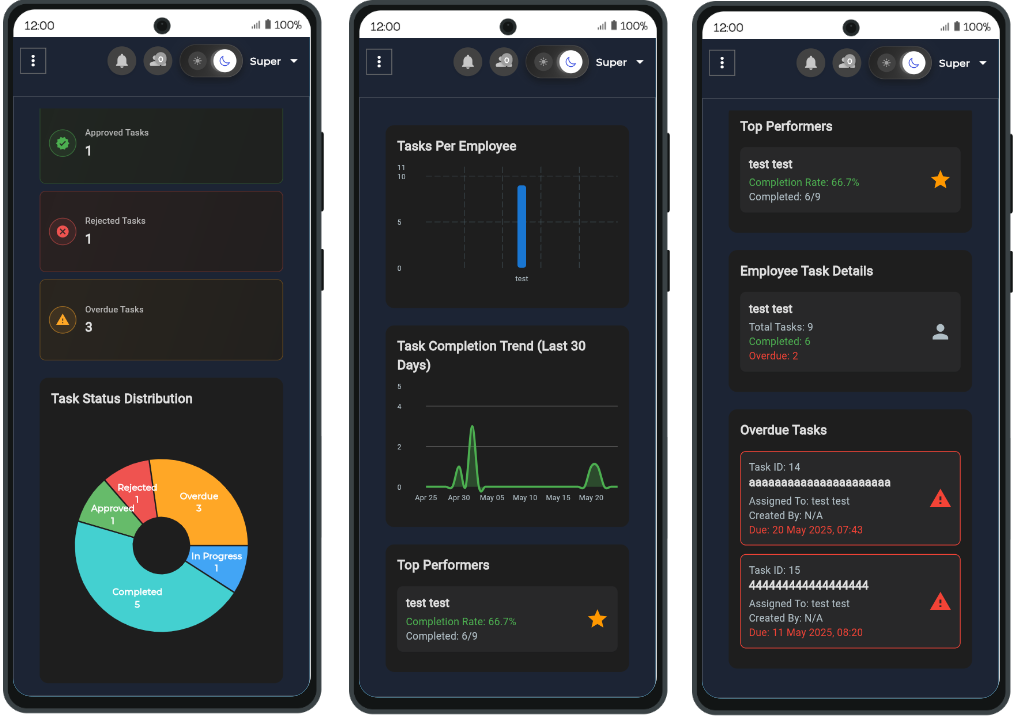 12:00
100%
0
Super
Approved Tasks
1
Rejected Tasks
1
Overdue Tasks
3
Task Status Distribution
Rejected
1
Overdue
3
Approved
1
In Progress
1
Completed
5
12:00
100%
0
Super
Tasks Per Employee
11
10
5
0
test
Task Completion Trend (Last 30
Days)
5
4
2
0
Apr 25 Apr 30 May 05 May 10 May 15 May 20
Top Performers
test test
Completion Rate: 66.7%
Completed: 6/9
12:00
100%
0
Super
Top Performers
test test
Completion Rate: 66.7%
Completed: 6/9
Employee Task Details
test test
Total Tasks: 9
Completed: 6
Overdue: 2
Overdue Tasks
Task ID: 14
aaaaaaaaaaaaaaaaaaaaaa
Assigned To: test test
Created By: N/A
Due: 20 May 2025, 07:43
Task ID: 15
444444444444444444
Assigned To: test test
Created By: N/A
Due: 11 May 2025, 08:20